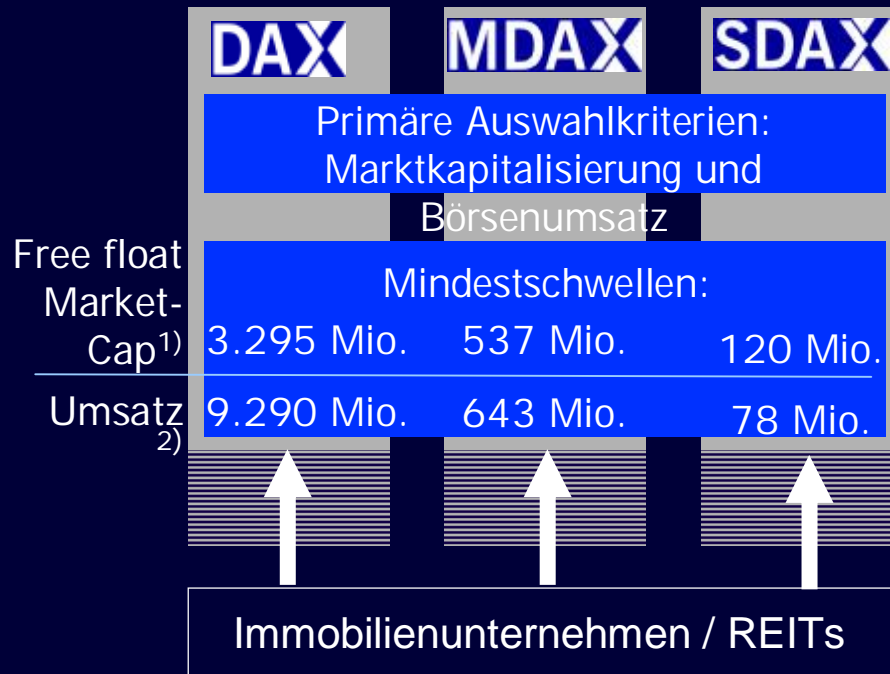 DAX MDAX SDAX
Primäre Auswahlkriterien:
Marktkapitalisierung und
Börsenumsatz
Free float
Market-
Cap1)
Mindestschwellen:
3.295 Mio. 537 Mio. 120 Mio.
Umsatz
2)
9.290 Mio. 643 Mio. 78 Mio.
Immobilienunternehmen / REITs